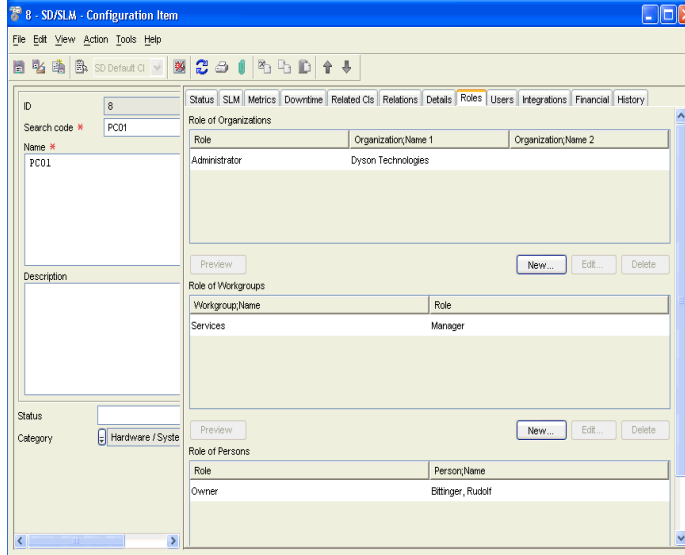 8 - SD/SLM - Configuration Item
File Edit View Action Tools Help
SD Default CI
ID 8
Search code * PC01
Name *
PC01
Description
Status
Category Hardware / Syste
Status SLM Metrics Downtime Related CIs Relations Details Roles Users Integrations Financial History
Role of Organizations
Role Organization;Name 1 Organization;Name 2
Administrator Dyson Technologies
Preview New... Edit... Delete
Role of Workgroups
Workgroup;Name Role
Services Manager
Preview New... Edit... Delete
Role of Persons
Role Person;Name
Owner Bittinger, Rudolf